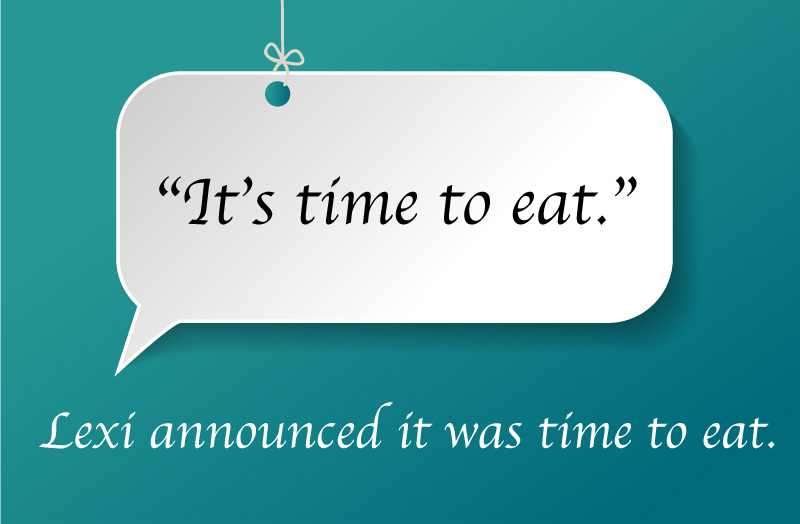 “It’s time to eat.”
Lexi announced it was time to eat.